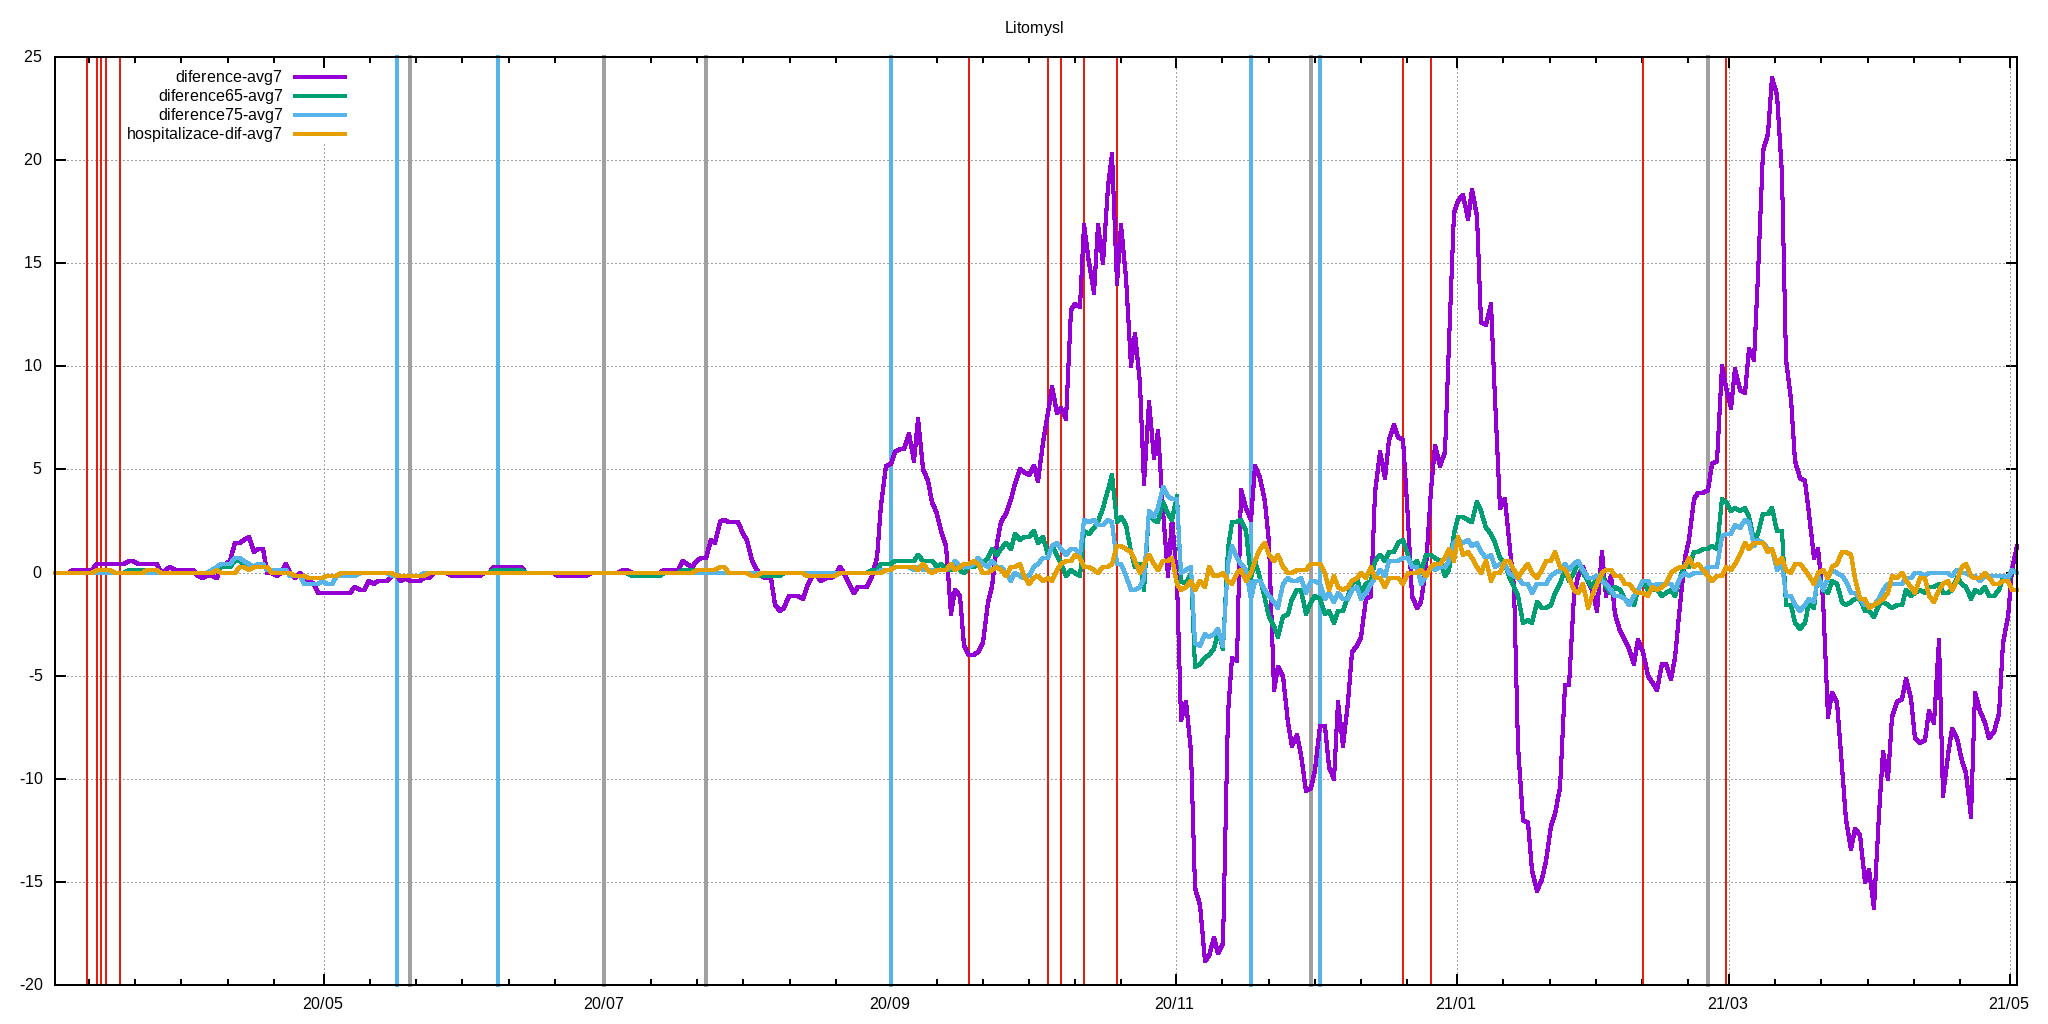 Litomysl
diference-avg7
diference65-avg7
diference75-avg7
hospitalizace-dif-avg7
25
20
15
10
5
0
-5
-10
-15
-20
20/05 20/07 20/09 20/11 21/01 21/03 21/05